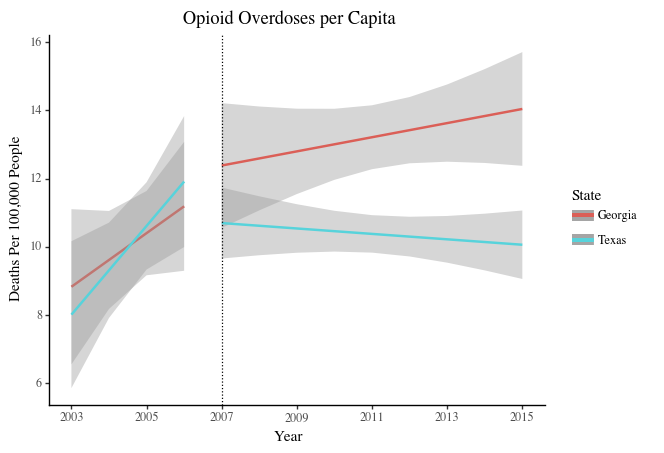 Opioid Overdoses per Capita
16
14
12
10
8
6
Deaths Per 100,000 People
2003 2005 2007 2009 2011 2013 2015
Year
State
Georgia
Texas